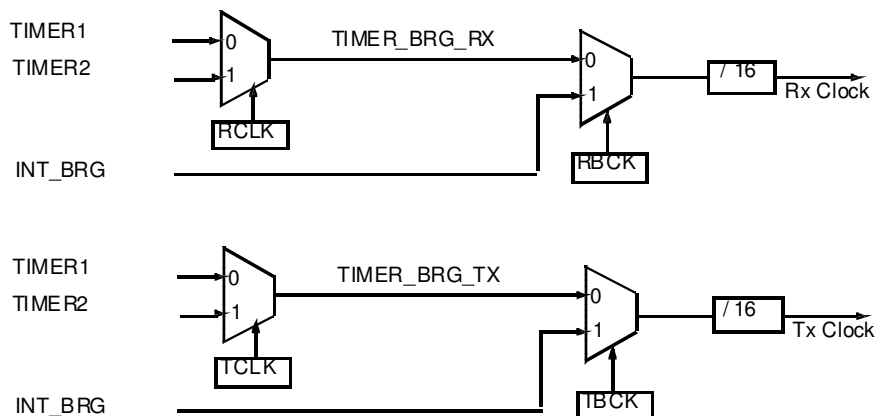 TIMER1
0
TIMER_BRG_RX
TIMER2
1
0
/ 16
1
Rx Clock
RCLK
INT_BRG
RBCK
TIMER1
0
TIMER_BRG_TX
TIMER2
1
0
/ 16
1
Tx Clock
TCLK
INT_BRG
TBCK